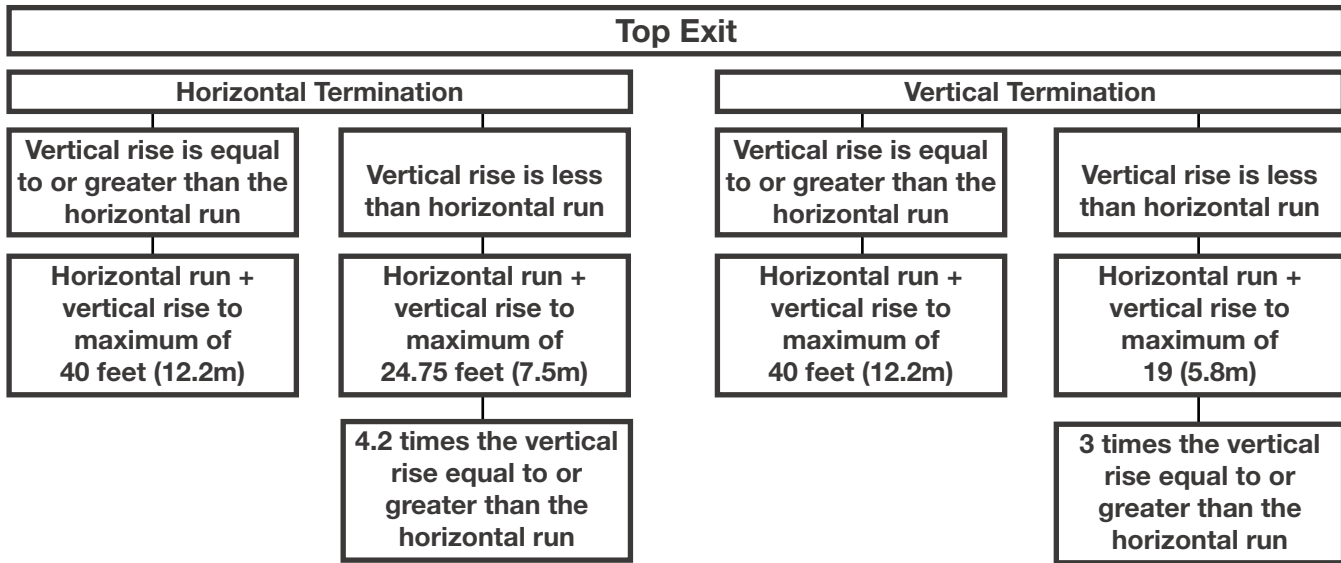 Top Exit
Horizontal Termination
Vertical Termination
Vertical rise is equal
to or greater than the
horizontal run
Vertical rise is less
than horizontal run
Vertical rise is equal
to or greater than the
horizontal run
Vertical rise is less
than horizontal run
Horizontal run +
vertical rise to
maximum of
40 feet (12.2m)
Horizontal run +
vertical rise to
maximum of
24.75 feet (7.5m)
Horizontal run +
vertical rise to
maximum of
40 feet (12.2m)
Horizontal run +
vertical rise to
maximum of
19 (5.8m)
4.2 times the vertical
rise equal to or
greater than the
horizontal run
3 times the vertical
rise equal to or
greater than the
horizontal run